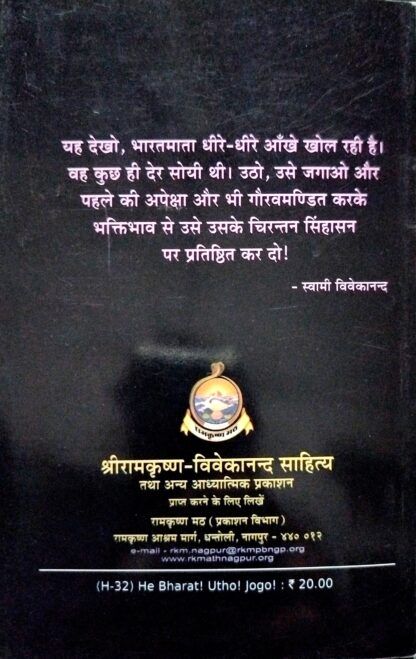 यह देखो, भारतमाता धीरे-धीरे आँखे खोल रही है।
वह कुछ ही देर सोयी थी। उठो, उसे जगाओ और
पहले की अपेक्षा और भी गौरवमण्डित करके
भक्तिभाव से उसे उसके चिरन्तन सिंहासन
पर प्रतिष्ठित कर दो!
- स्वामी विवेकानन्द
रामकृष्ण मठ
श्रीरामकृष्ण-विवेकानन्द साहित्य
तथा अन्य आध्यात्मिक प्रकाशन
प्राप्त करने के लिए लिखें
रामकृष्ण मठ (प्रकाशन विभाग)
रामकृष्ण आश्रम मार्ग, धन्तोली, नागपुर - ४४० ०१२
e-mail - rkm.nagpur@rkmpbngp.org
www.rkmathnagpur.org
(H-32) He Bharat! Utho! Jogo! : ₹ 20.00